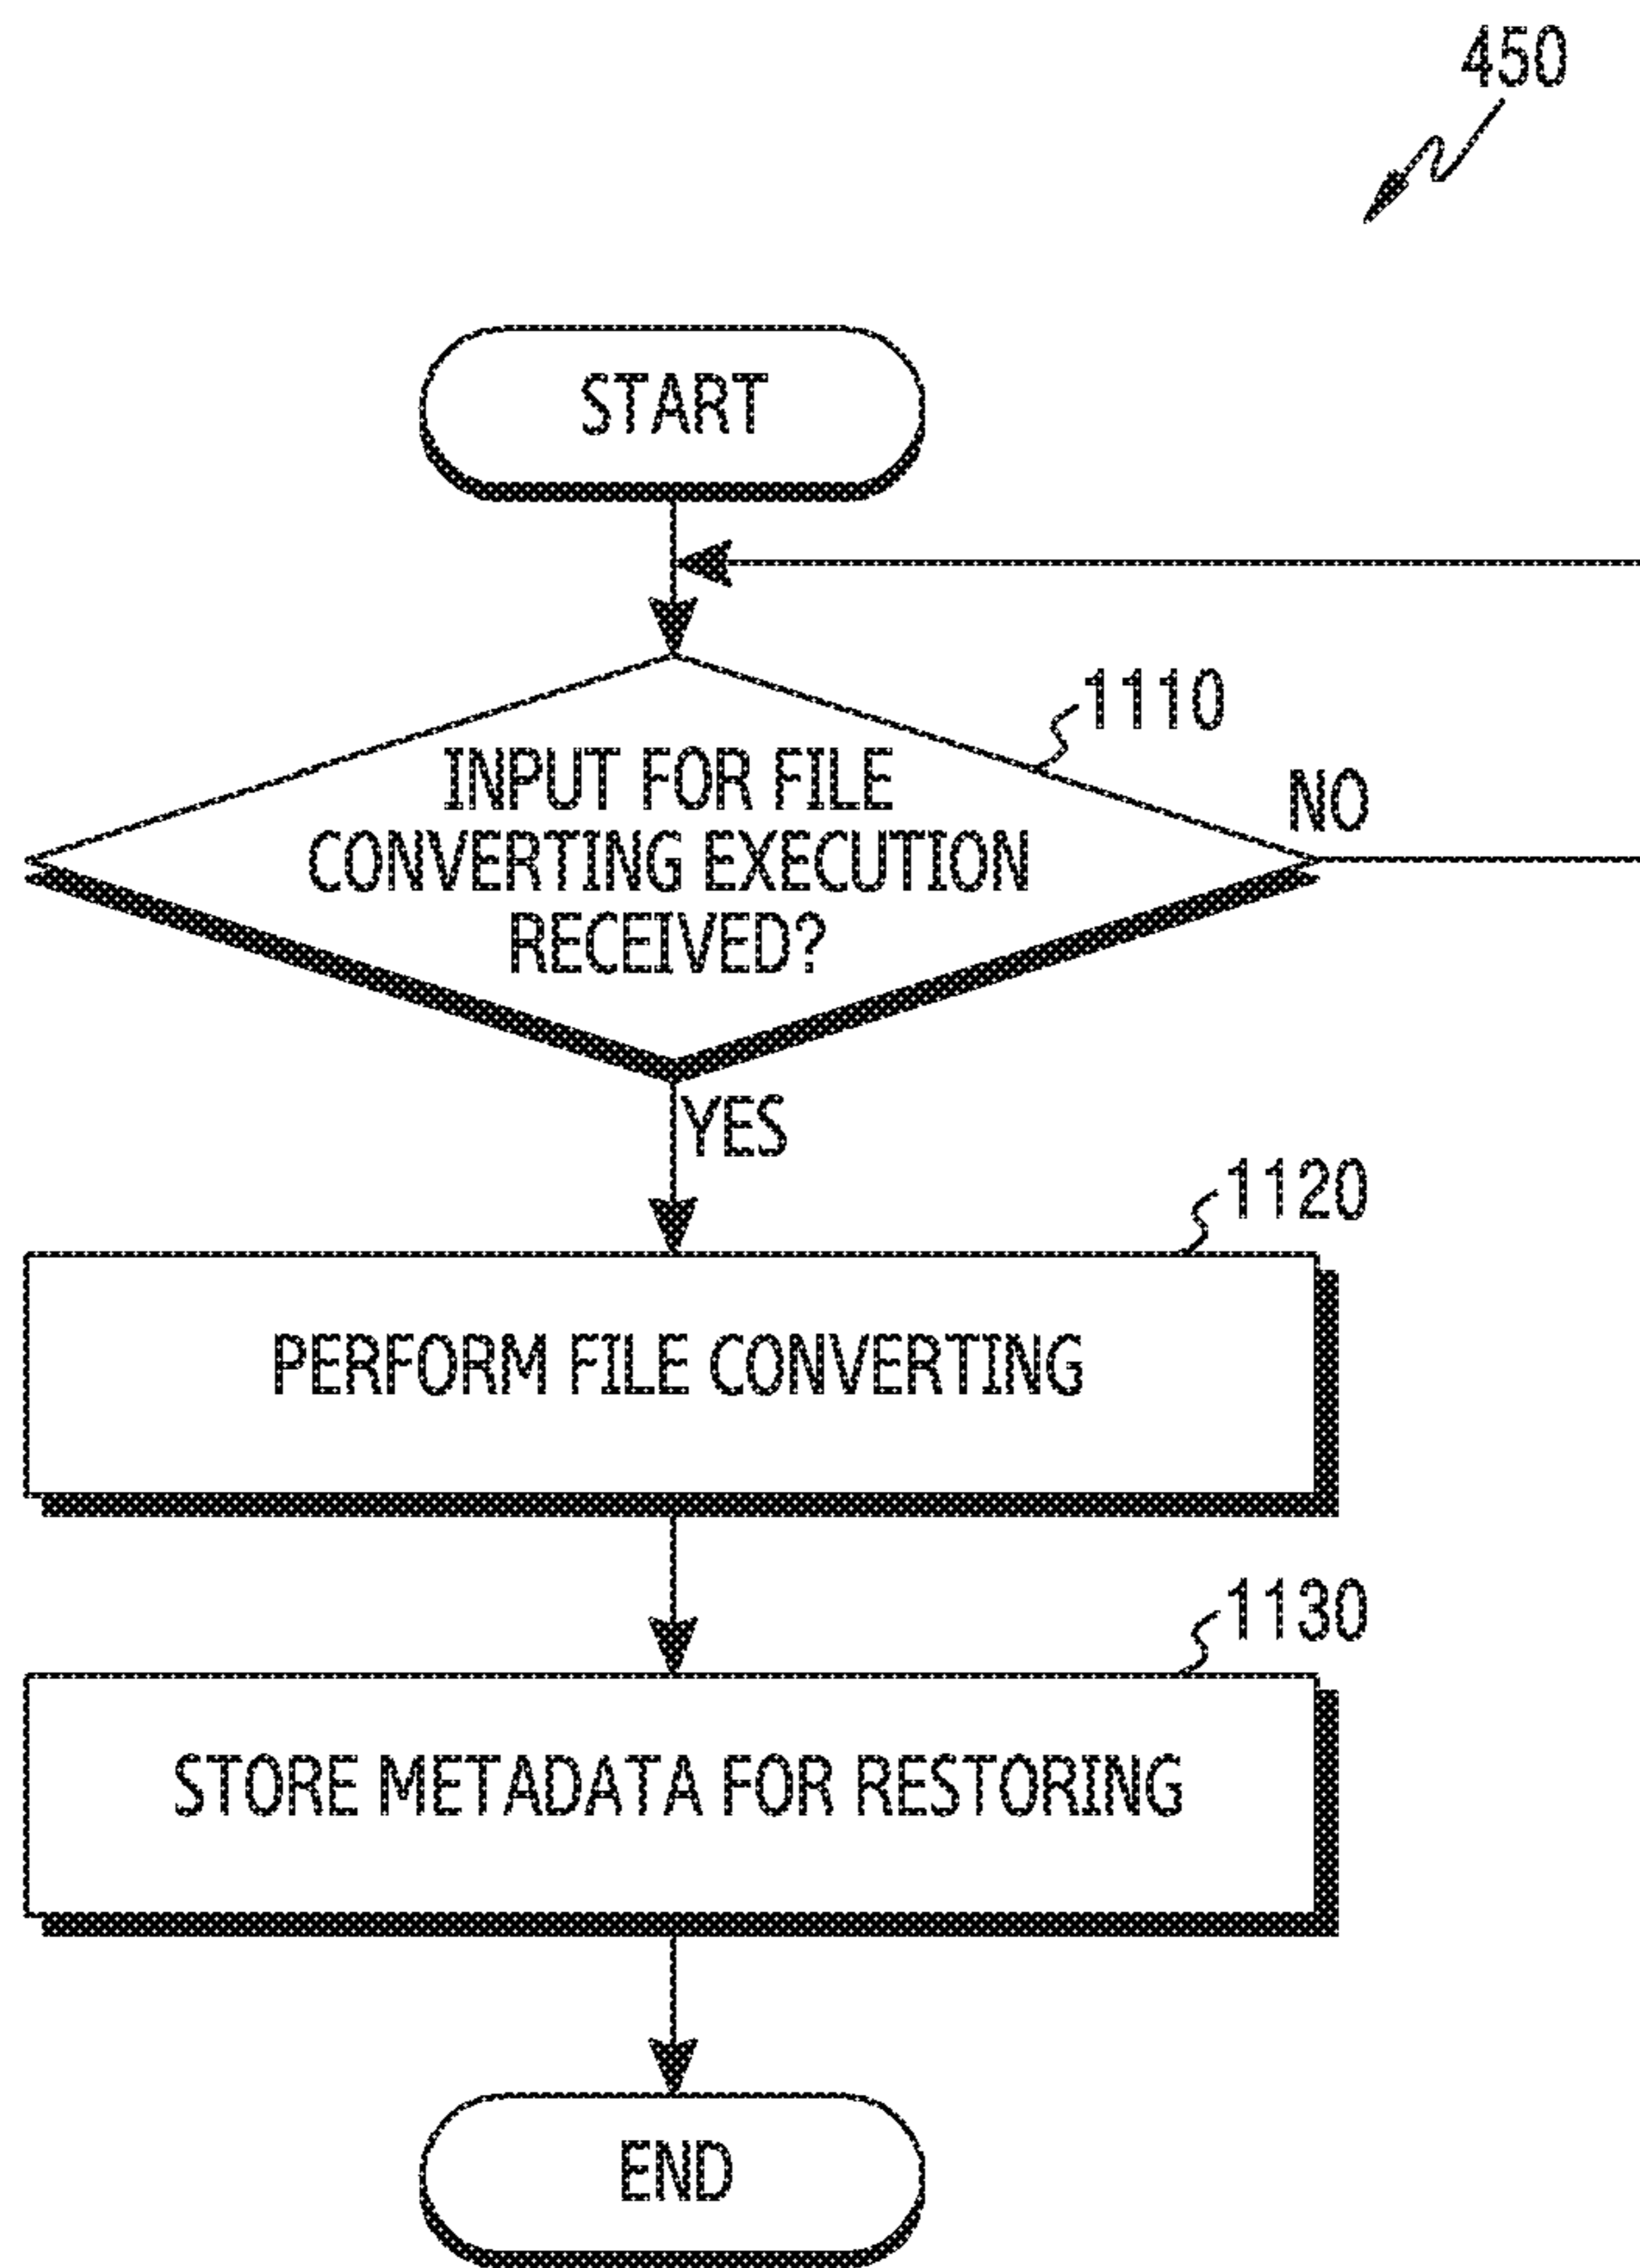 450
START
1110
INPUT FOR FILE
CONVERTING EXECUTION
RECEIVED?
NO
YES
1120
PERFORM FILE CONVERTING
1130
STORE METADATA FOR RESTORING
END